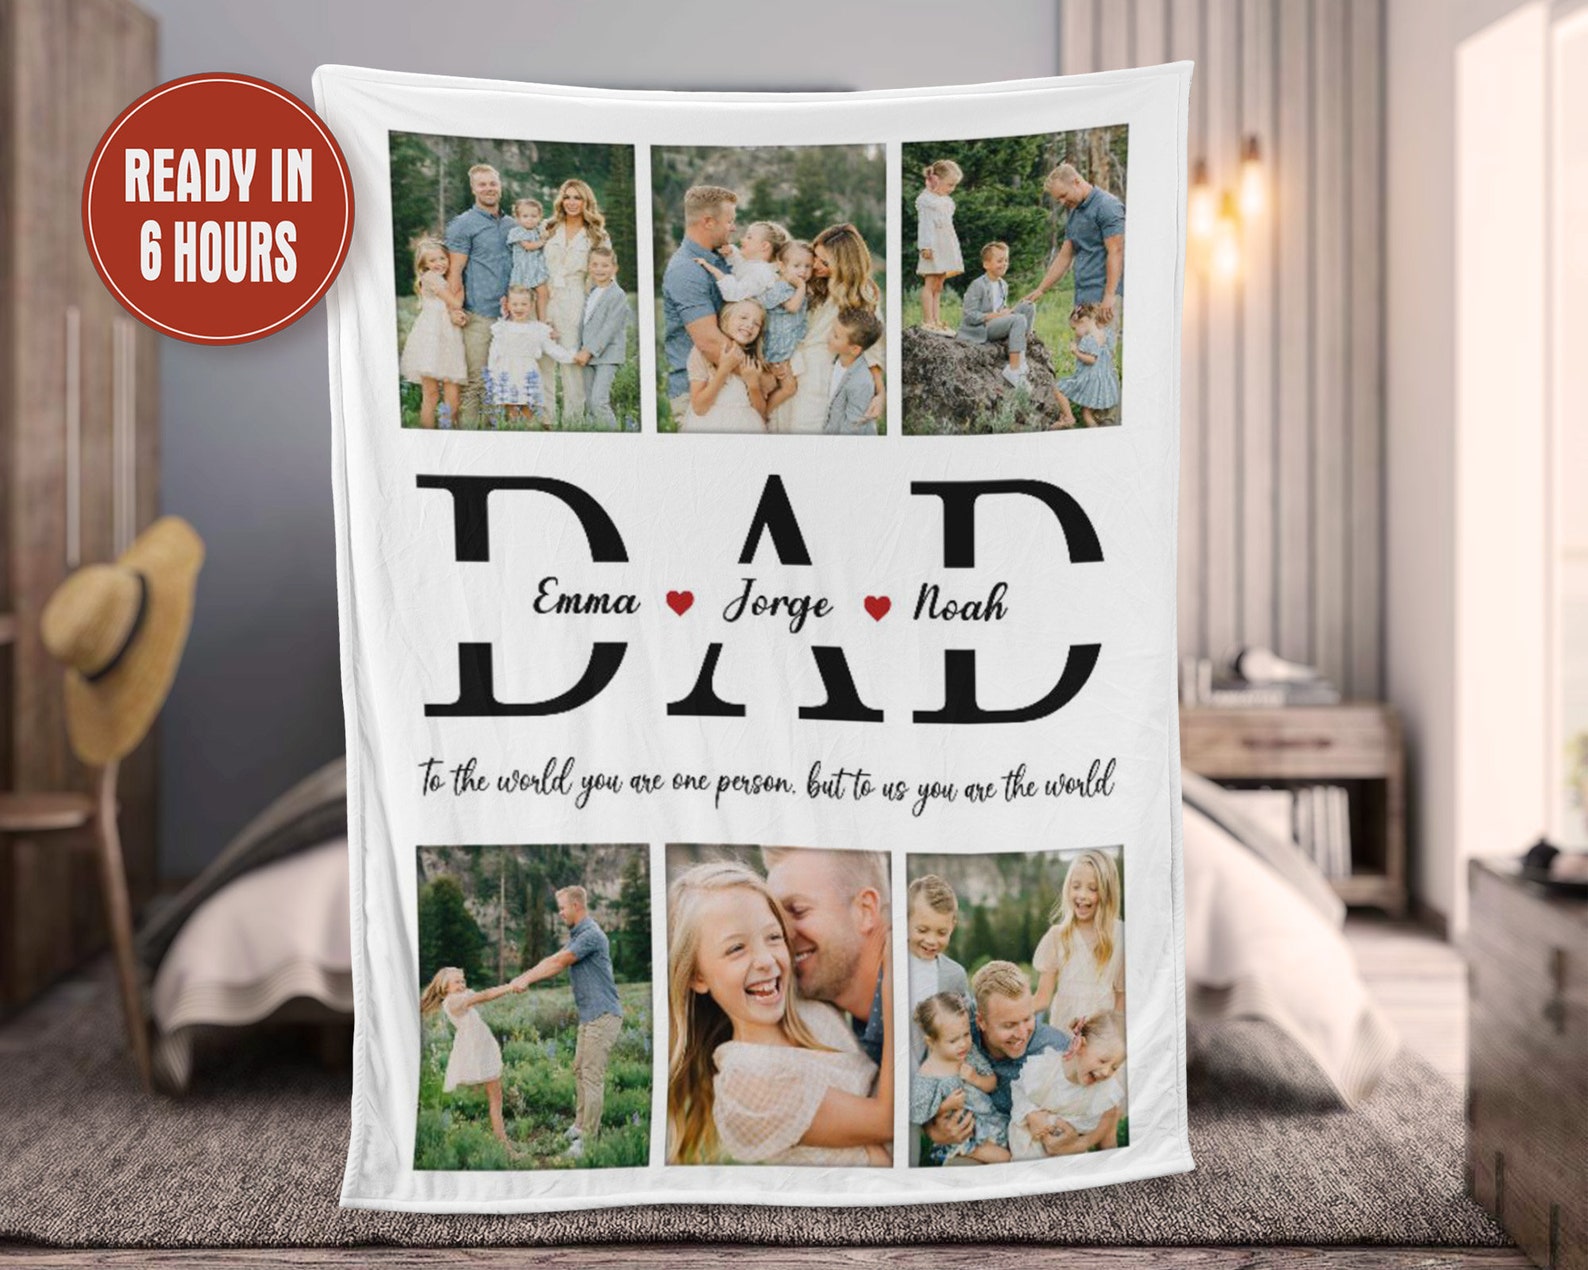 READY IN
6 HOURS
DAD
Emma Jorge Noah
To the world you are one person, but to us you are the world